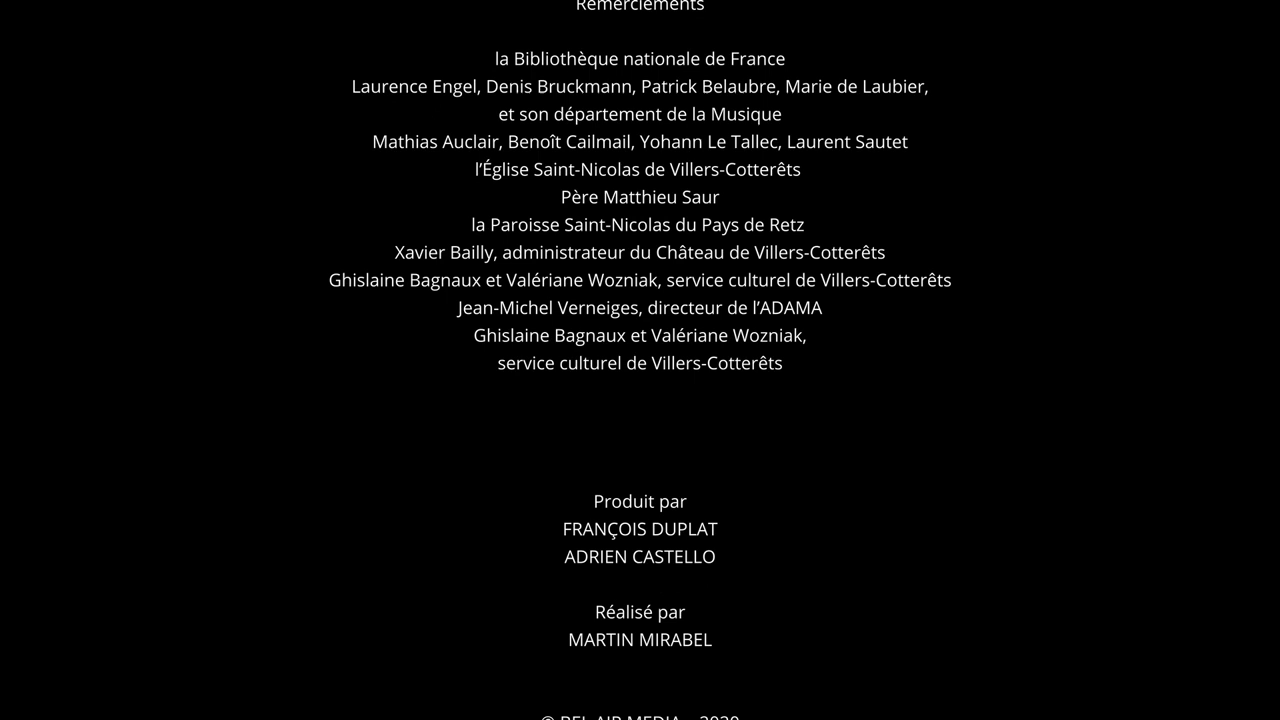 Remerciements
la Bibliothèque nationale de France
Laurence Engel, Denis Bruckmann, Patrick Belaubre, Marie de Laubier,
et son département de la Musique
Mathias Auclair, Benoît Cailmail, Yohann Le Tallec, Laurent Sautet
l’Église Saint-Nicolas de Villers-Cotterêts
Père Matthieu Saur
la Paroisse Saint-Nicolas du Pays de Retz
Xavier Bailly, administrateur du Château de Villers-Cotterêts
Ghislaine Bagnaux et Valériane Wozniak, service culturel de Villers-Cotterêts
Jean-Michel Verneiges, directeur de l’ADAMA
Ghislaine Bagnaux et Valériane Wozniak,
service culturel de Villers-Cotterêts
Produit par
FRANÇOIS DUPLAT
ADRIEN CASTELLO
Réalisé par
MARTIN MIRABEL
© BEL AIR MEDIA – 2020